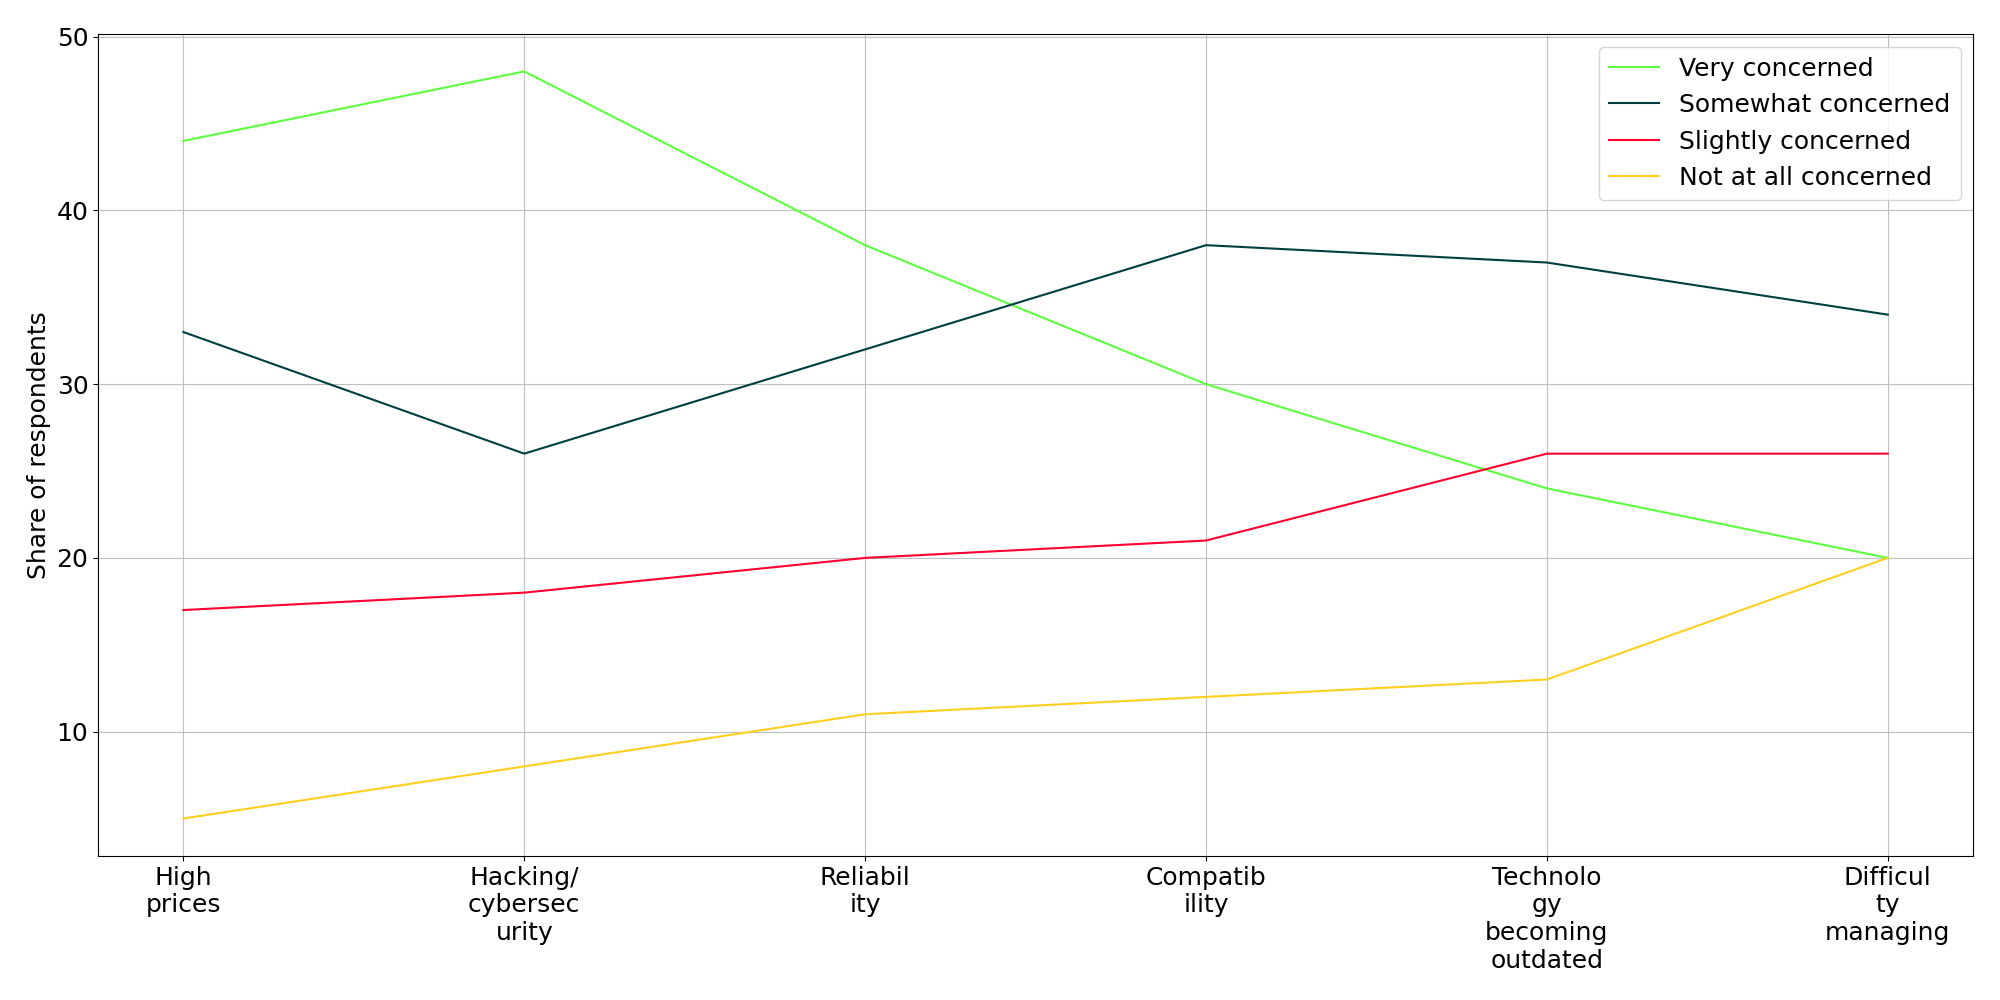 50
40
30
20
10
Share of respondents
Very concerned
Somewhat concerned
Slightly concerned
Not at all concerned
High
prices
Hacking/
cybersec
urity
Reliabil
ity
Compatib
ility
Technolo
gy
becoming
outdated
Difficul
ty
managing